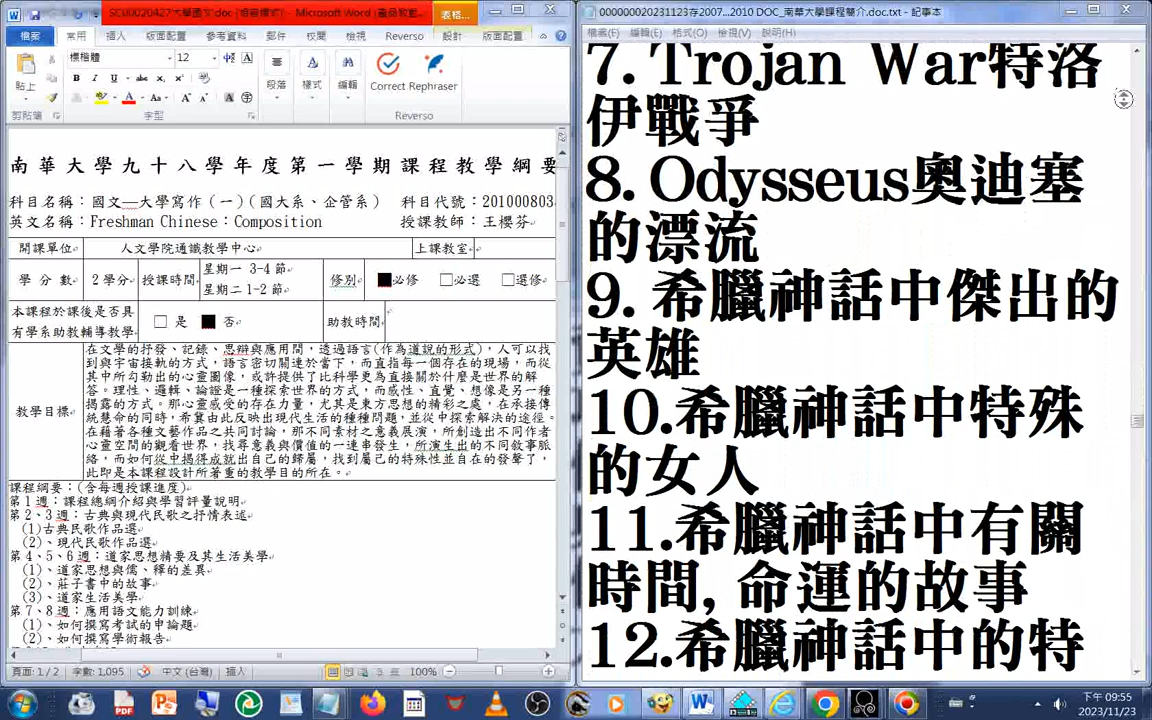 SC00020427大學國文.doc (相容模式) - Microsoft Word (產品啟動...
表格...
檔案 常用 插入 版面配置 參考資料 郵件 校閱 檢視 Reverso 設計 版面配置
標楷體 12
貼上 段落 樣式 編輯 Correct Rephraser
剪貼簿 字型 Reverso
南華大學九十八學年度第一學期課程教學綱要
科目名稱：國文—大學寫作(一)(國大系、企管系) 科目代號：201000803
英文名稱：Freshman Chinese：Composition 授課教師：王櫻芬
開課單位 人文學院通識教學中心 上課教室
學 分 數 2學分 授課時間 星期一 3-4節 修別 ■必修 □必選 □選修
星期二1-2節
本課程於課後是否具 □ 是 ■ 否 助教時間
有學系助教輔導教學
在文學的抒發、記錄、思辯與應用間，透過語言(作為道說的形式)，人可以找
到與宇宙接軌的方式，語言密切關連於當下，而直指每一個存在的現場，而從
其中所勾勒出的心靈圖像，或許提供了比科學更為直接關於什麼是世界的解
答。理性、邏輯、論證是一種探索世界的方式，而感性、直覺、想像是另一種
揭露的方式。那心靈感受的存在力量，尤其是東方思想的精彩之處，在承接傳
教學目標 統慧命的同時，希冀由此反映出現代生活的種種問題，並從中探索解決的途徑。
在藉著各種文藝作品之共同討論，那不同素材之意義展演，所創造出不同作者
心靈空間的觀看世界，找尋意義與價值的一連串發生，所演生出的不同敘事脈
絡，而如何從中揭得成就出自己的歸屬，找到屬己的特殊性並自在的發聲了，
此即是本課程設計所著重的教學目的所在。
課程綱要：(含每週授課進度)
第1週：課程總綱介紹與學習評量說明
第2、3週：古典與現代民歌之抒情表述
(1)古典民歌作品選
(2)、現代民歌作品選
第4、5、6週：道家思想精要及其生活美學
(1)、道家思想與儒、釋的差異
(2)、莊子書中的故事
(3)、道家生活美學
第7、8週：應用語文能力訓練
(1)、如何撰寫考試的申論題
(2)、如何撰寫學術報告
頁面: 1/2 字數: 1,095 中文(台灣) 插入 100%
000000020231123存2007...2010 DOC_南華大學課程簡介.doc.txt - 記事本
檔案(F) 編輯(E) 格式(O) 檢視(V) 說明(H)
7. Trojan War特洛
伊戰爭
8. Odysseus奧迪塞
的漂流
9. 希臘神話中傑出的
英雄
10.希臘神話中特殊
的女人
11.希臘神話中有關
時間, 命運的故事
12.希臘神話中的特
下午 09:55
2023/11/23